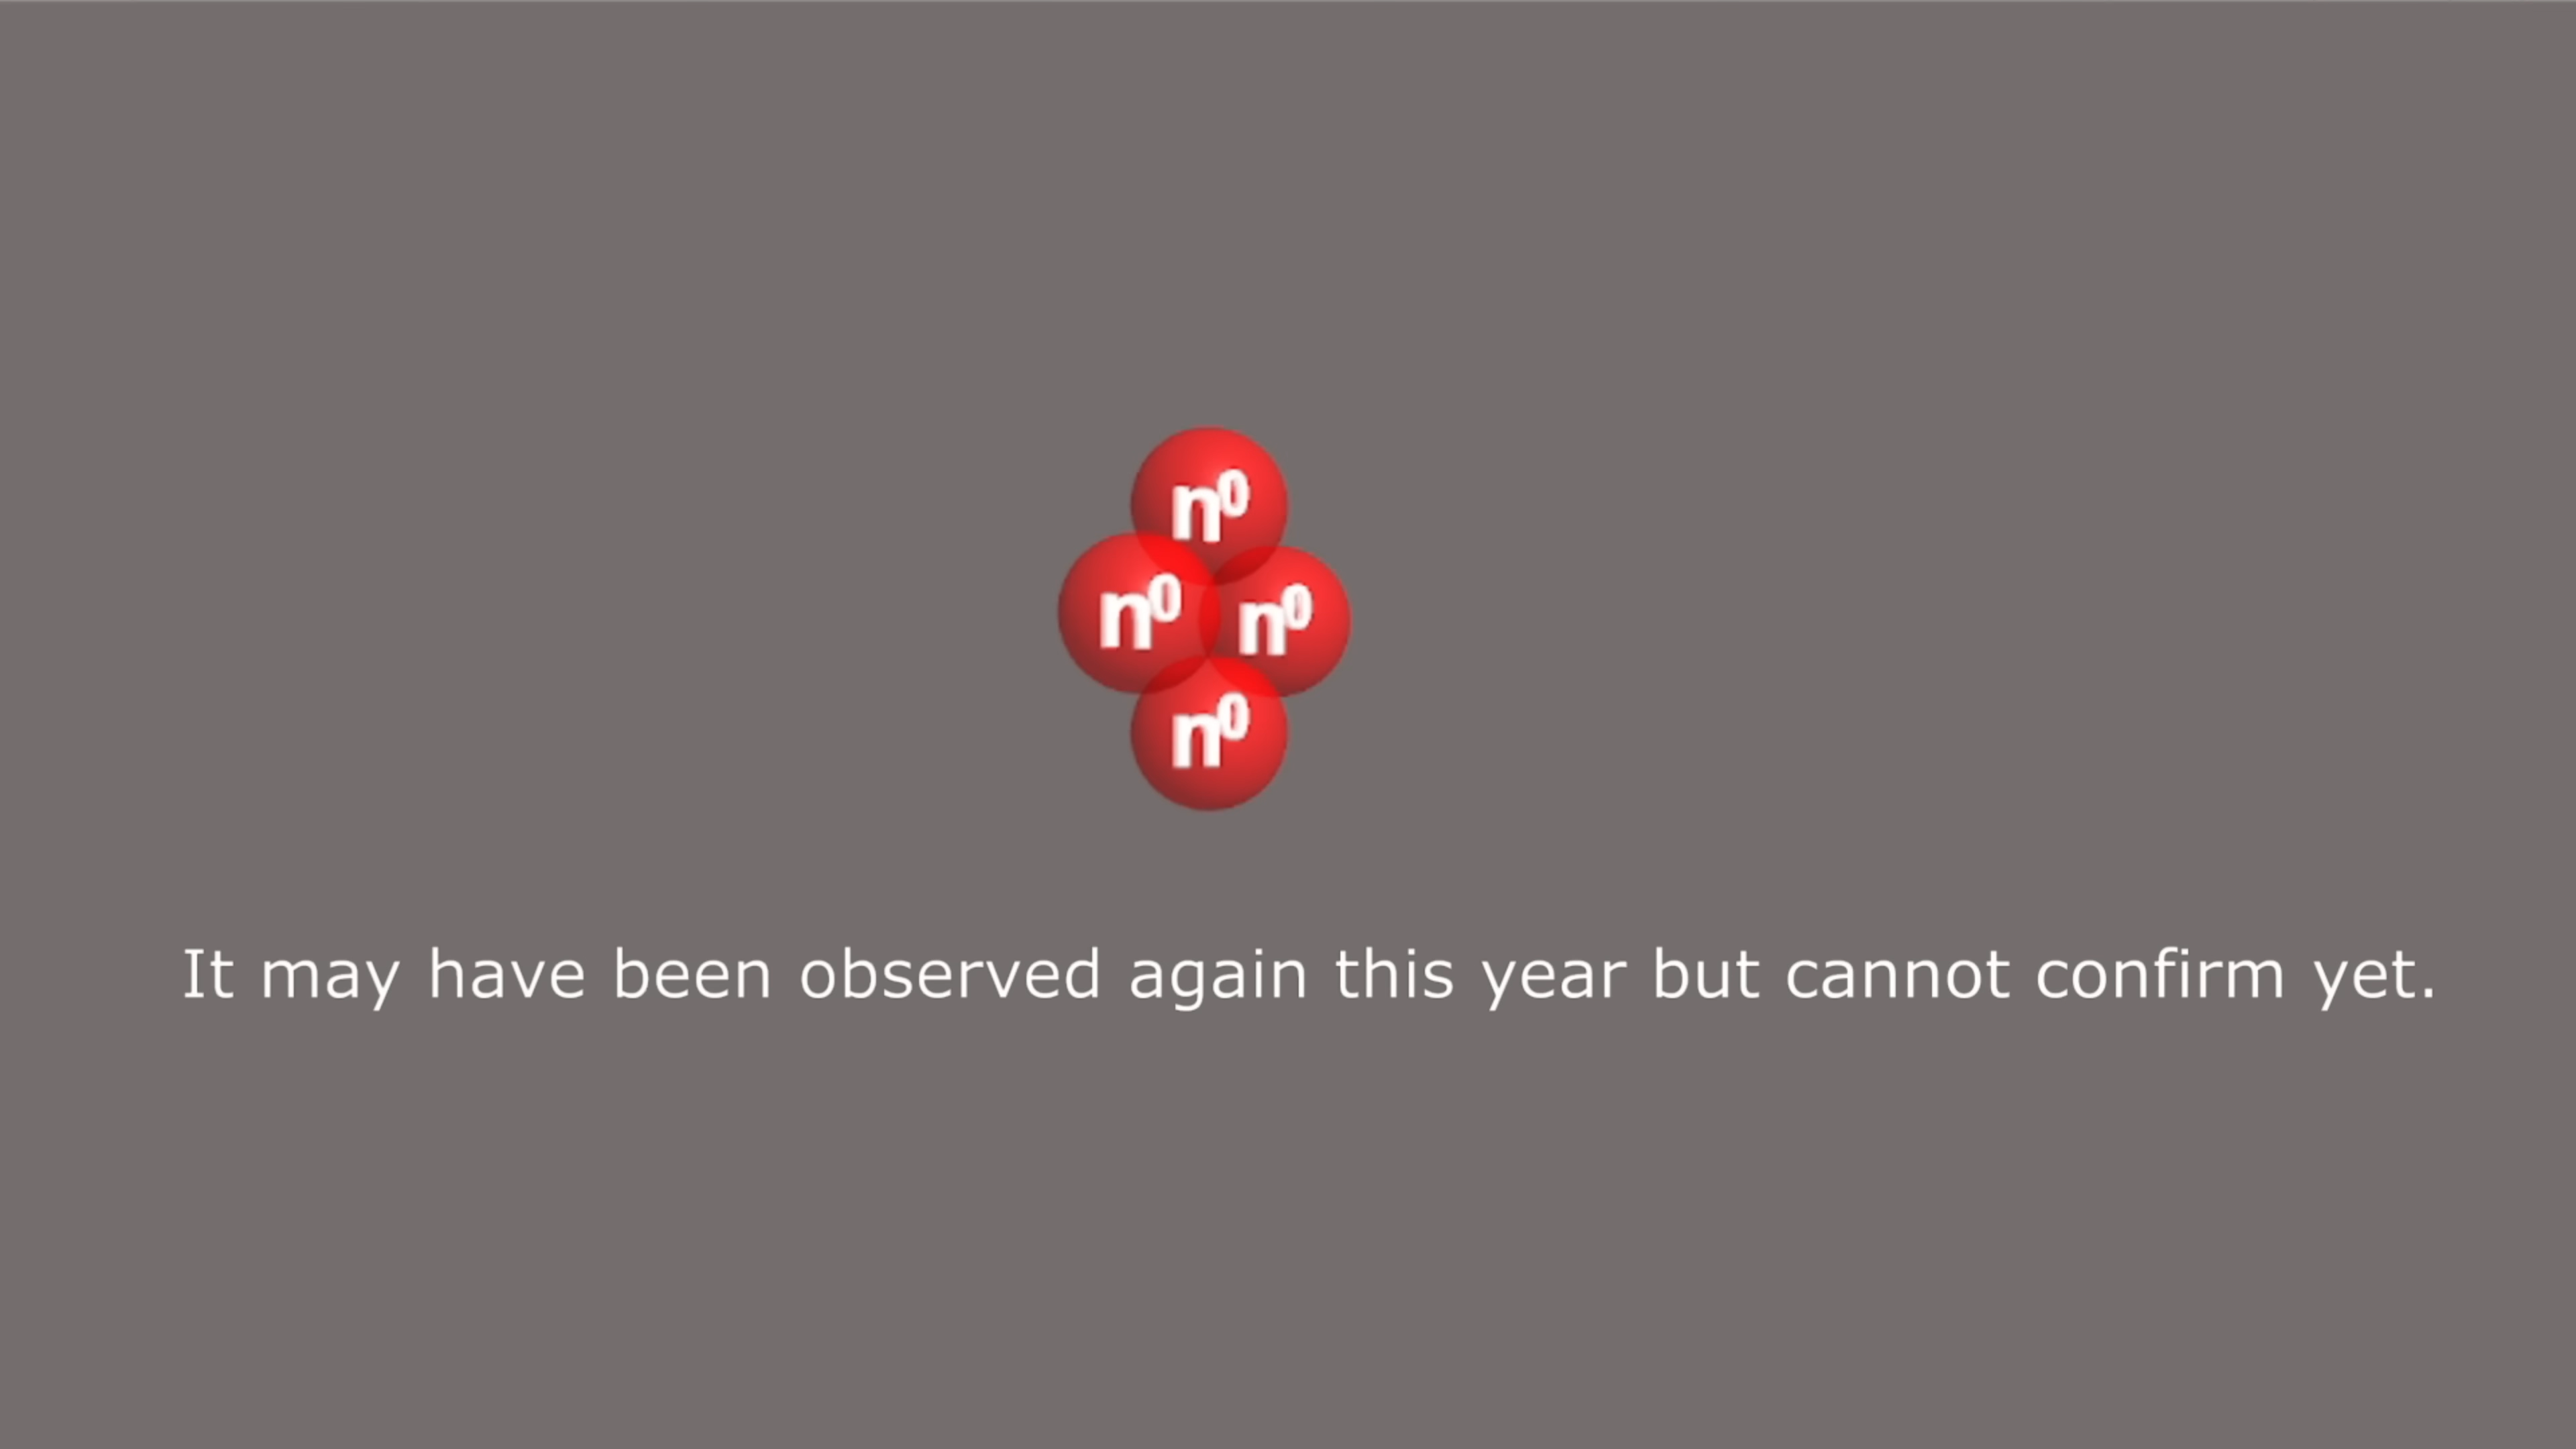 n⁰
n⁰ n⁰
n⁰
It may have been observed again this year but cannot confirm yet.